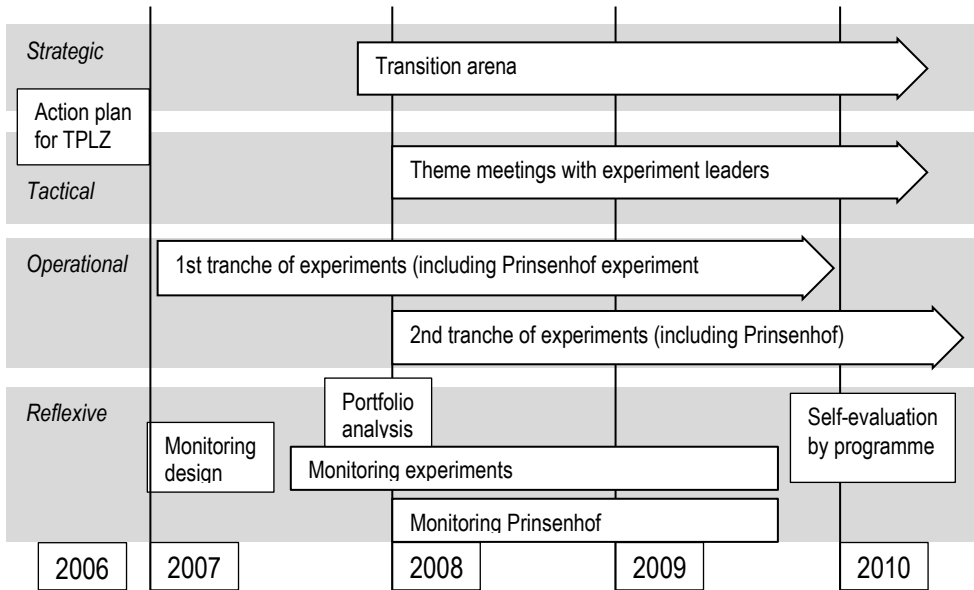 Strategic
Transition arena
Action plan
for TPLZ
Theme meetings with experiment leaders
Tactical
Operational
1st tranche of experiments (including Prinsenhof experiment
2nd tranche of experiments (including Prinsenhof)
Reflexive
Portfolio
analysis
Self-evaluation
by programme
Monitoring
design
Monitoring experiments
Monitoring Prinsenhof
2006
2007
2008
2009
2010